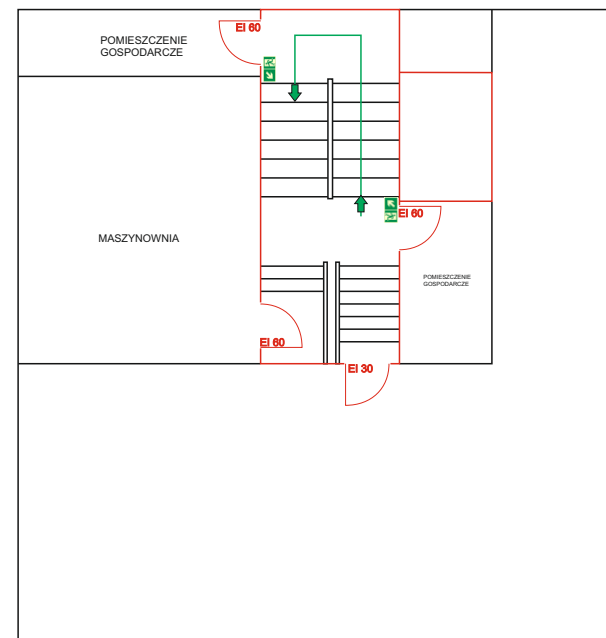 EI 60
POMIESZCZENIE
GOSPODARCZE
EI 60
MASZYNOWNIA
POMIESZCZENIE
GOSPODARCZE
EI 60
EI 30